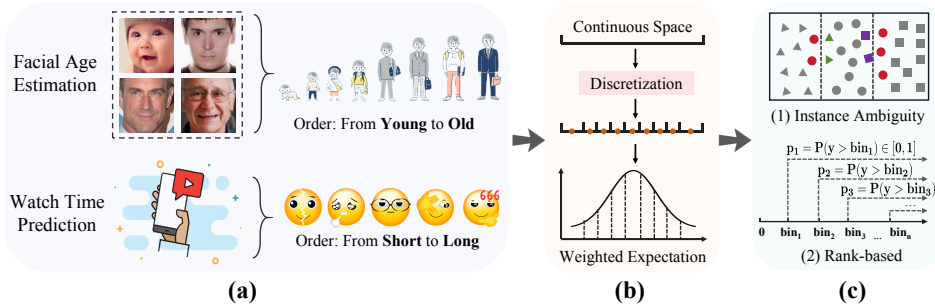 Facial Age
Estimation
Order: From Young to Old
Watch Time
Prediction
666
Order: From Short to Long
(a)
Continuous Space
Discretization
Weighted Expectation
(b)
(1) Instance Ambiguity
p₁ = P(y > bin₁) ∈ [0, 1]
p₂ = P(y > bin₂)
p₃ = P(y > bin₃)
...
0 bin₁ bin₂ bin₃ ... binₙ
(2) Rank-based
(c)